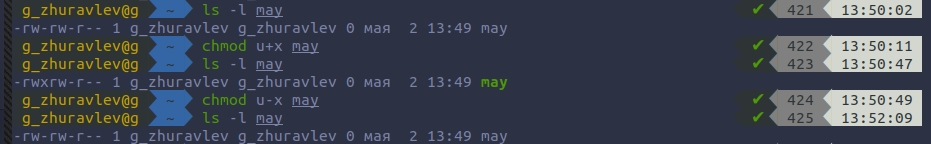 g_zhuravlev@g ~ ls -l may ✔ 421 13:50:02
-rw-rw-r-- 1 g_zhuravlev g_zhuravlev 0 мая  2 13:49 may
g_zhuravlev@g ~ chmod u+x may ✔ 422 13:50:11
g_zhuravlev@g ~ ls -l may ✔ 423 13:50:47
-rwxrw-r-- 1 g_zhuravlev g_zhuravlev 0 мая  2 13:49 may
g_zhuravlev@g ~ chmod u-x may ✔ 424 13:50:49
g_zhuravlev@g ~ ls -l may ✔ 425 13:52:09
-rw-rw-r-- 1 g_zhuravlev g_zhuravlev 0 мая  2 13:49 may